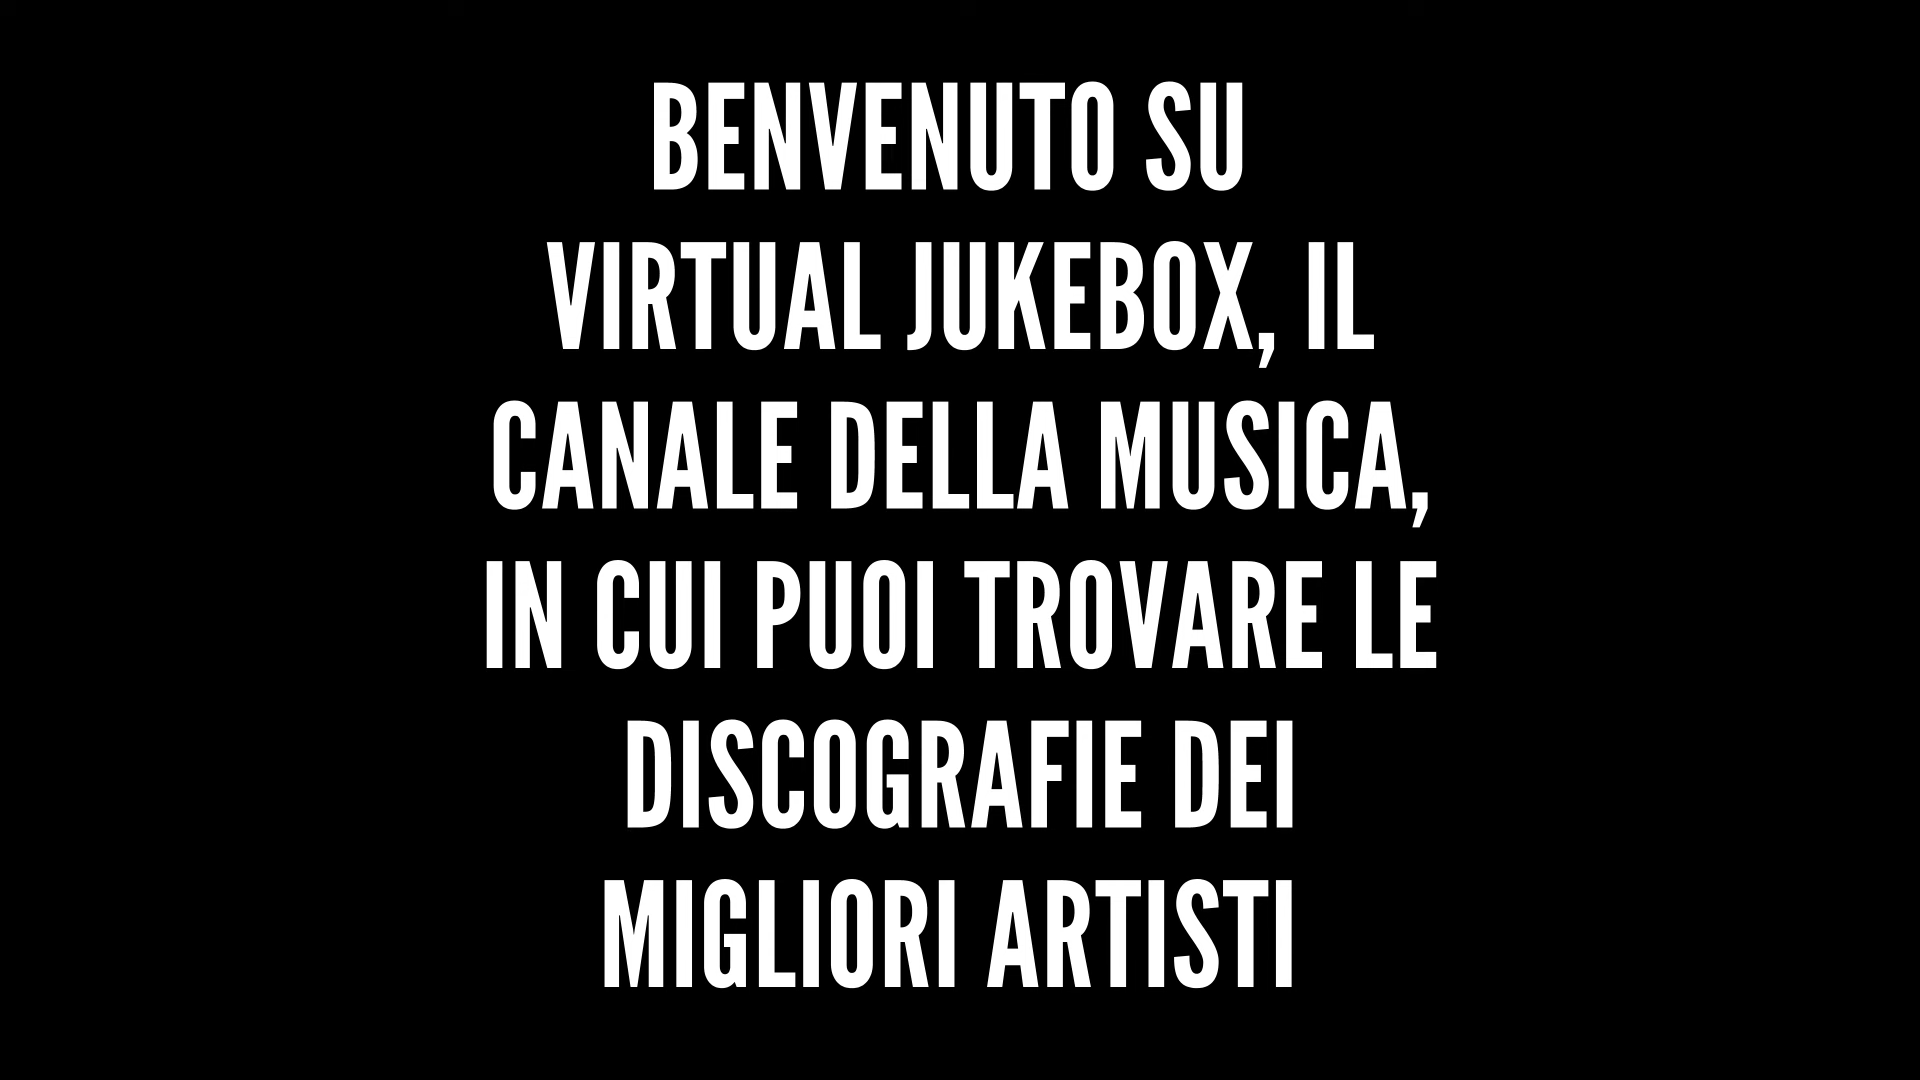 BENVENUTO SU
VIRTUAL JUKEBOX, IL
CANALE DELLA MUSICA,
IN CUI PUOI TROVARE LE
DISCOGRAFIE DEI
MIGLIORI ARTISTI